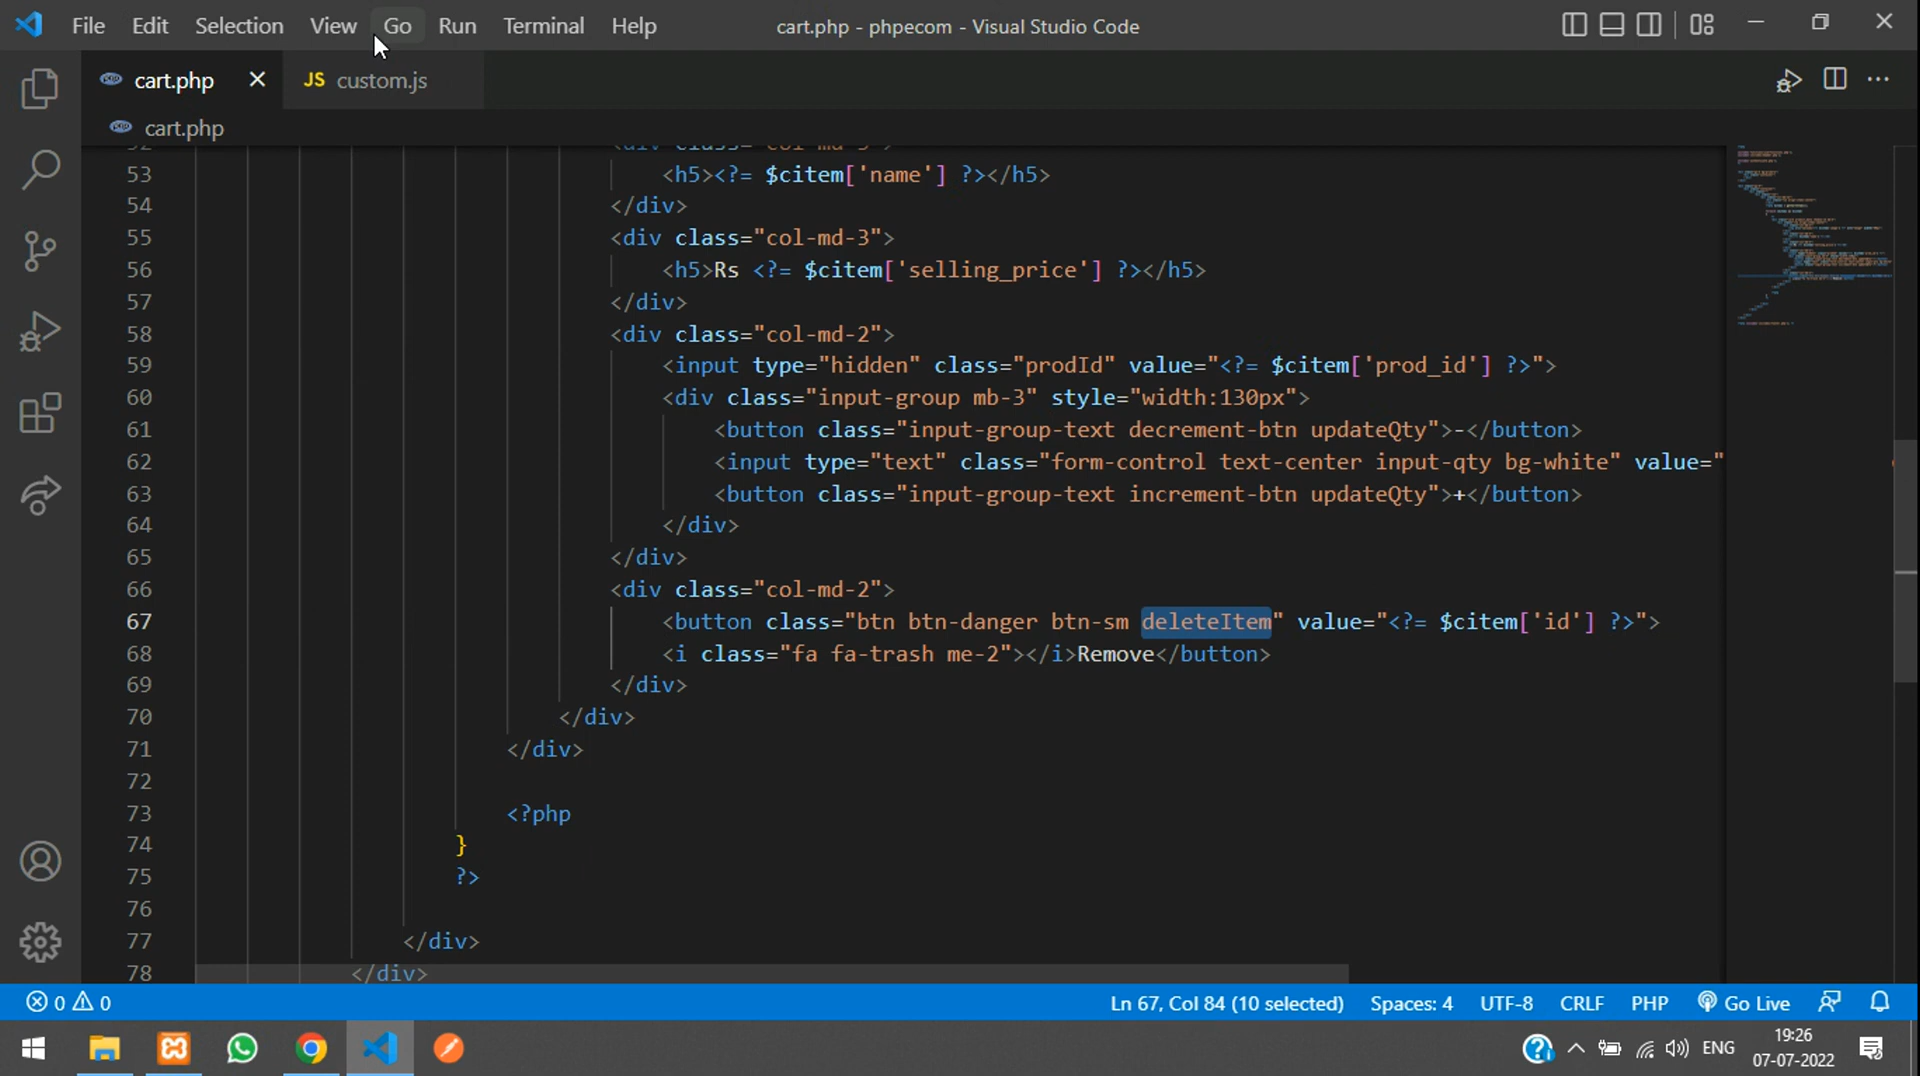 File Edit Selection View Go Run Terminal Help cart.php - phpecom - Visual Studio Code
cart.php JS custom.js
cart.php
52 <div class="col-md-3">
53 <h5><?= $citem['name'] ?></h5>
54 </div>
55 <div class="col-md-3">
56 <h5>Rs <?= $citem['selling_price'] ?></h5>
57 </div>
58 <div class="col-md-2">
59 <input type="hidden" class="prodId" value="<?= $citem['prod_id'] ?>">
60 <div class="input-group mb-3" style="width:130px">
61 <button class="input-group-text decrement-btn updateQty">-</button>
62 <input type="text" class="form-control text-center input-qty bg-white" value="
63 <button class="input-group-text increment-btn updateQty">+</button>
64 </div>
65 </div>
66 <div class="col-md-2">
67 <button class="btn btn-danger btn-sm deleteItem" value="<?= $citem['id'] ?>">
68 <i class="fa fa-trash me-2"></i>Remove</button>
69 </div>
70 </div>
71 </div>
72
73 <?php
74 }
75 ?>
76
77 </div>
78 </div>
0 0 Ln 67, Col 84 (10 selected) Spaces: 4 UTF-8 CRLF PHP Go Live
ENG 19:26
07-07-2022